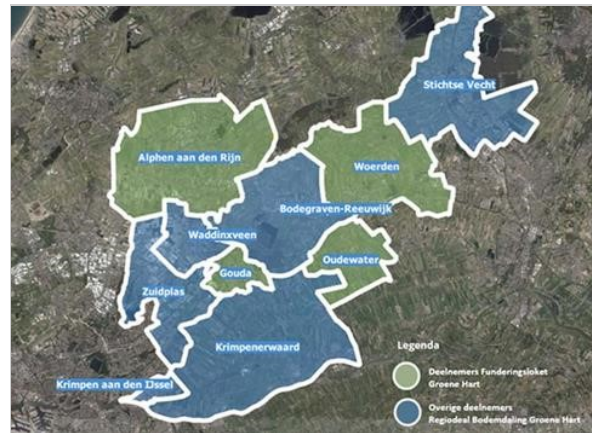 Stichtse Vecht
Alphen aan den Rijn
Woerden
Bodegraven-Reeuwijk
Waddinxveen
Oudewater
Gouda
Zuidplas
Krimpenerwaard
Krimpen aan den IJssel
Legenda
Deelnemers Funderingsloket
Groene Hart
Overige deelnemers
Regiodeal Bodemdaling Groene Hart